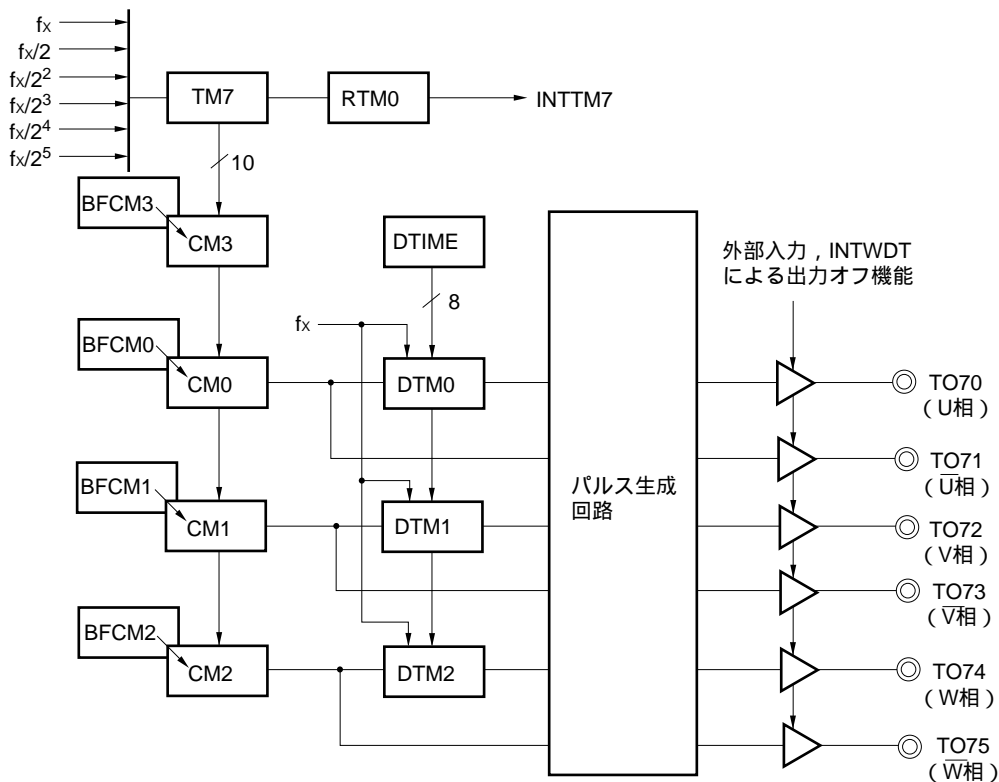 fX
fX/2
fX/2²
fX/2³
fX/2⁴
fX/2⁵
TM7
RTM0
INTTM7
10
BFCM3
CM3
DTIME
8
fX
外部入力，INTWDT
による出力オフ機能
BFCM0
CM0
DTM0
TO70
（U相）
BFCM1
CM1
DTM1
パルス生成
回路
TO71
（U̅相）
TO72
（V相）
TO73
（V̅相）
BFCM2
CM2
DTM2
TO74
（W相）
TO75
（W̅相）